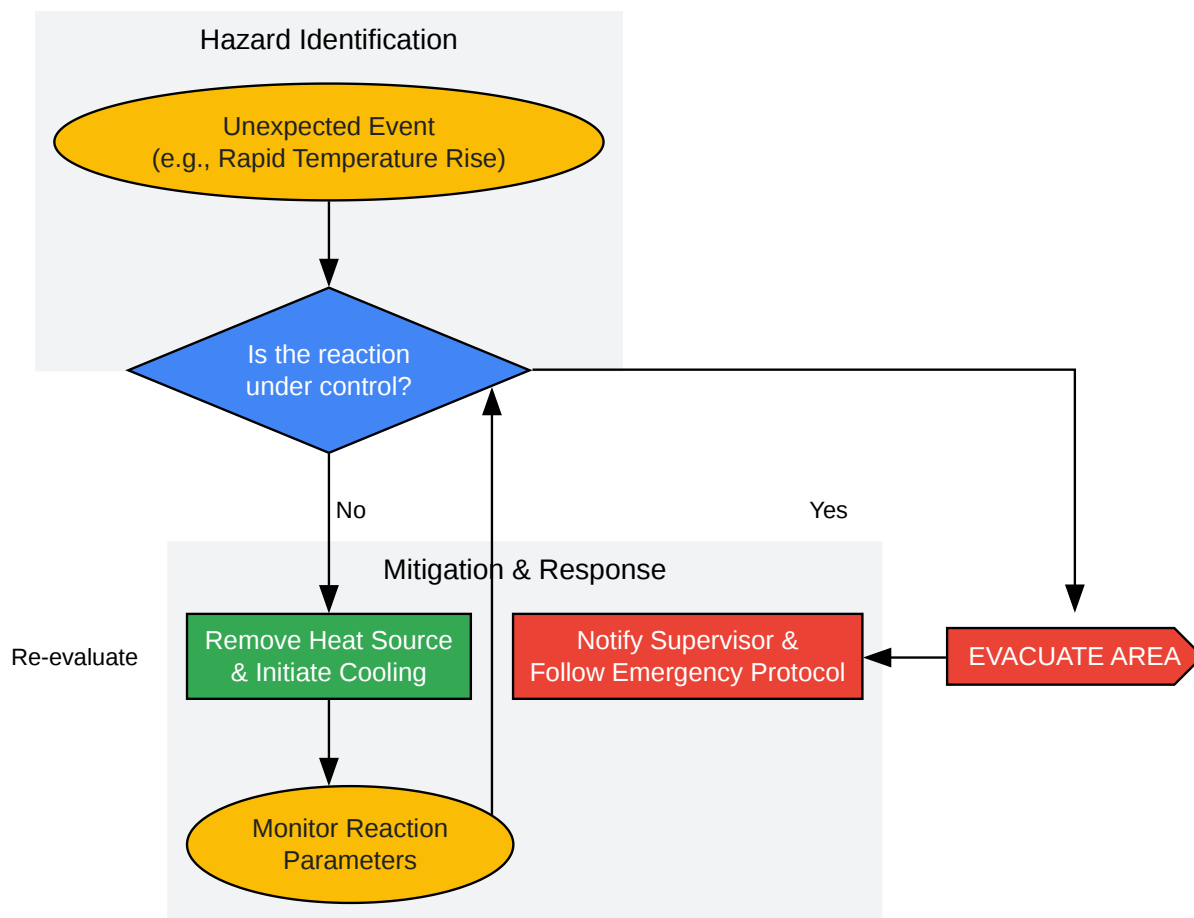 Hazard Identification
Unexpected Event
(e.g., Rapid Temperature Rise)
Is the reaction
under control?
No
Yes
Mitigation & Response
Re-evaluate
Remove Heat Source
& Initiate Cooling
Notify Supervisor &
Follow Emergency Protocol
EVACUATE AREA
Monitor Reaction
Parameters